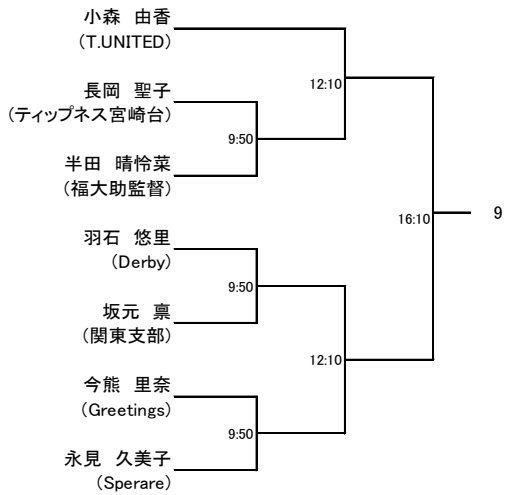 小森　由香
(T.UNITED)
12:10
長岡　聖子
(ティップネス宮崎台)
9:50
半田　晴怜菜
(福大助監督)
16:10
9
羽石　悠里
(Derby)
9:50
坂元　禀
(関東支部)
12:10
今熊　里奈
(Greetings)
9:50
永見　久美子
(Sperare)